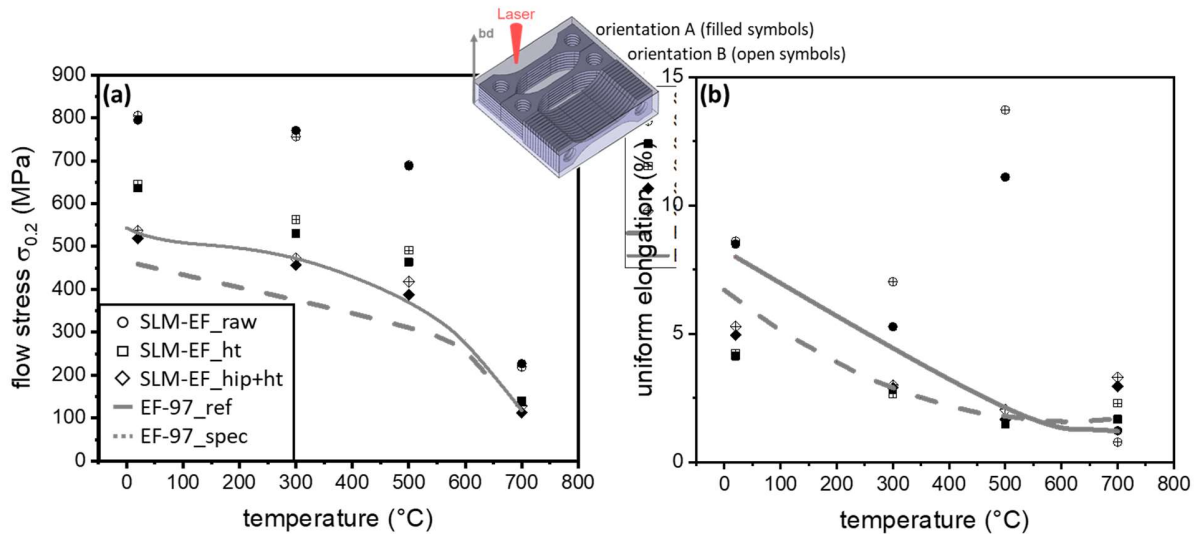 Laser
bd
orientation A (filled symbols)
orientation B (open symbols)
(a)
900
800
700
600
500
400
300
200
100
0
flow stress σ0.2 (MPa)
SLM-EF_raw
SLM-EF_ht
SLM-EF_hip+ht
EF-97_ref
EF-97_spec
0 100 200 300 400 500 600 700 800
temperature (°C)
(b)
15
10
5
0
uniform elongation (%)
0 100 200 300 400 500 600 700 800
temperature (°C)